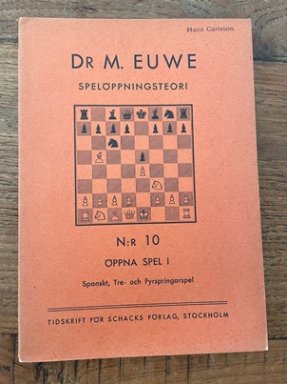 Hans Carlsson
DR M. EUWE
SPELÖPPNINGSTEORI
N:R 10
ÖPPNA SPEL I
Spanskt, Tre- och Fyrspringarspel
TIDSKRIFT FÖR SCHACKS FÖRLAG, STOCKHOLM